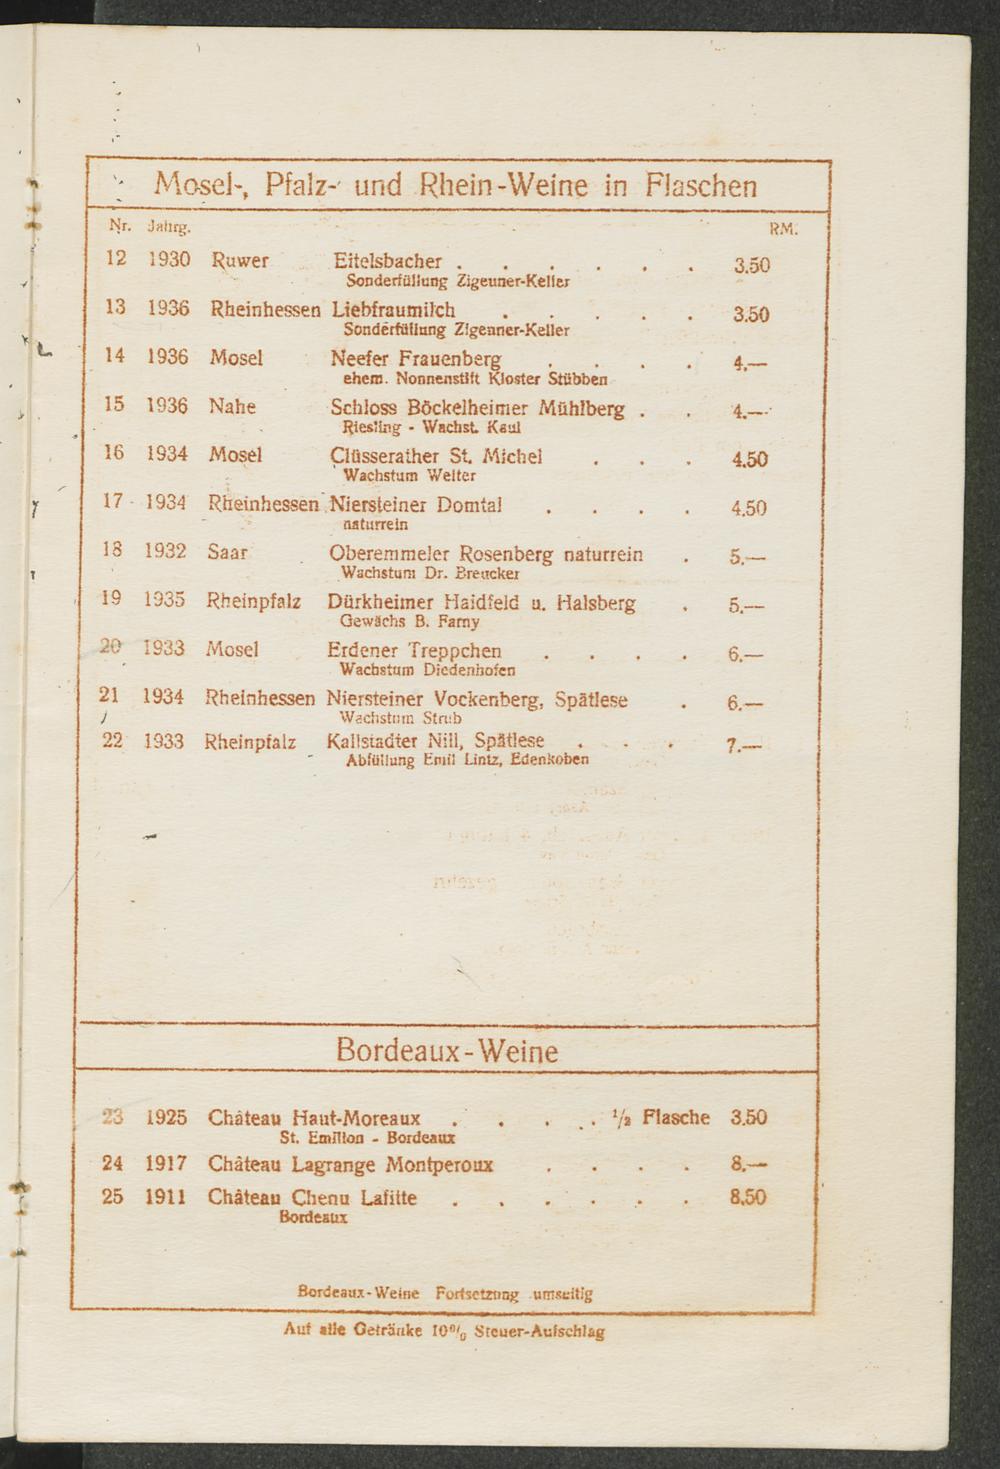 Mosel-, Pfalz- und Rhein-Weine in Flaschen
Nr. Jahrg. RM.
12 1930 Ruwer Eitelsbacher . . . . . . 3.50
Sonderfüllung Zigeuner-Keller
13 1936 Rheinhessen Liebfraumilch . . . . . 3.50
Sonderfüllung Zigeuner-Keller
14 1936 Mosel Neefer Frauenberg . . . . 4.—
ehem. Nonnenstift Kloster Stübben
15 1936 Nahe Schloss Böckelheimer Mühlberg . . 4.—
Riesling - Wachst. Kaul
16 1934 Mosel Clüsserather St. Michel . . . 4.50
Wachstum Welter
17 1934 Rheinhessen Niersteiner Domtal . . . . 4.50
naturrein
18 1932 Saar Oberemmeler Rosenberg naturrein . 5.—
Wachstum Dr. Breucker
19 1935 Rheinpfalz Dürkheimer Haidfeld u. Halsberg . 5.—
Gewächs B. Farny
20 1933 Mosel Erdener Treppchen . . . . 6.—
Wachstum Diedenhofen
21 1934 Rheinhessen Niersteiner Vockenberg, Spätlese . 6.—
Wachstum Strub
22 1933 Rheinpfalz Kallstadter Nill, Spätlese . . . 7.—
Abfüllung Emil Lintz, Edenkoben
Bordeaux-Weine
23 1925 Château Haut-Moreaux . . . . 1/2 Flasche 3.50
St. Emilion - Bordeaux
24 1917 Château Lagrange Montperoux . . . . 8.—
25 1911 Château Chenu Lafitte . . . . . . 8.50
Bordeaux
Bordeaux-Weine Fortsetzung umseitig
Auf alle Getränke 10% Steuer-Aufschlag